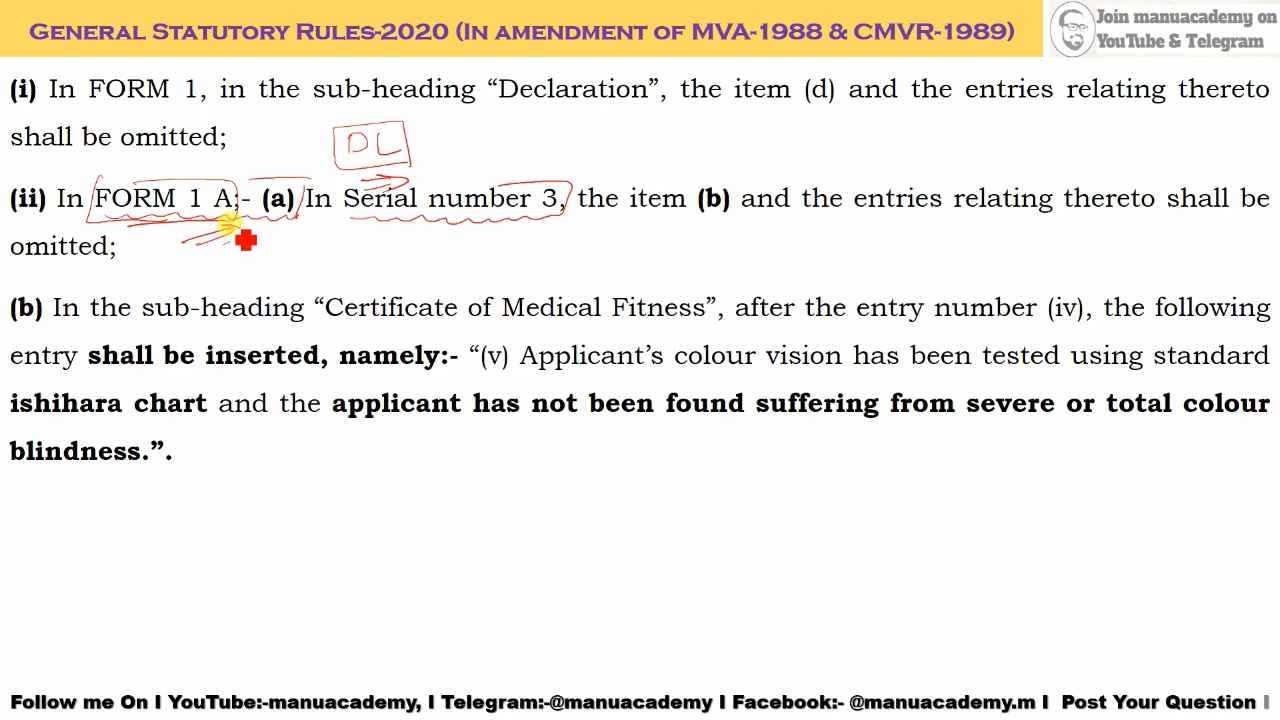 GENERAL STATUTORY RULES-2020 (IN AMENDMENT OF MVA-1988 & CMVR-1989)
Join manuacademy on
YouTube & Telegram
(i) In FORM 1, in the sub-heading “Declaration”, the item (d) and the entries relating thereto
shall be omitted;
DL
(ii) In FORM 1 A;- (a) In Serial number 3, the item (b) and the entries relating thereto shall be
omitted;
(b) In the sub-heading “Certificate of Medical Fitness”, after the entry number (iv), the following
entry shall be inserted, namely:- “(v) Applicant’s colour vision has been tested using standard
ishihara chart and the applicant has not been found suffering from severe or total colour
blindness.”.
Follow me On I YouTube:-manuacademy, I Telegram:-@manuacademy I Facebook:- @manuacademy.m I Post Your Question I